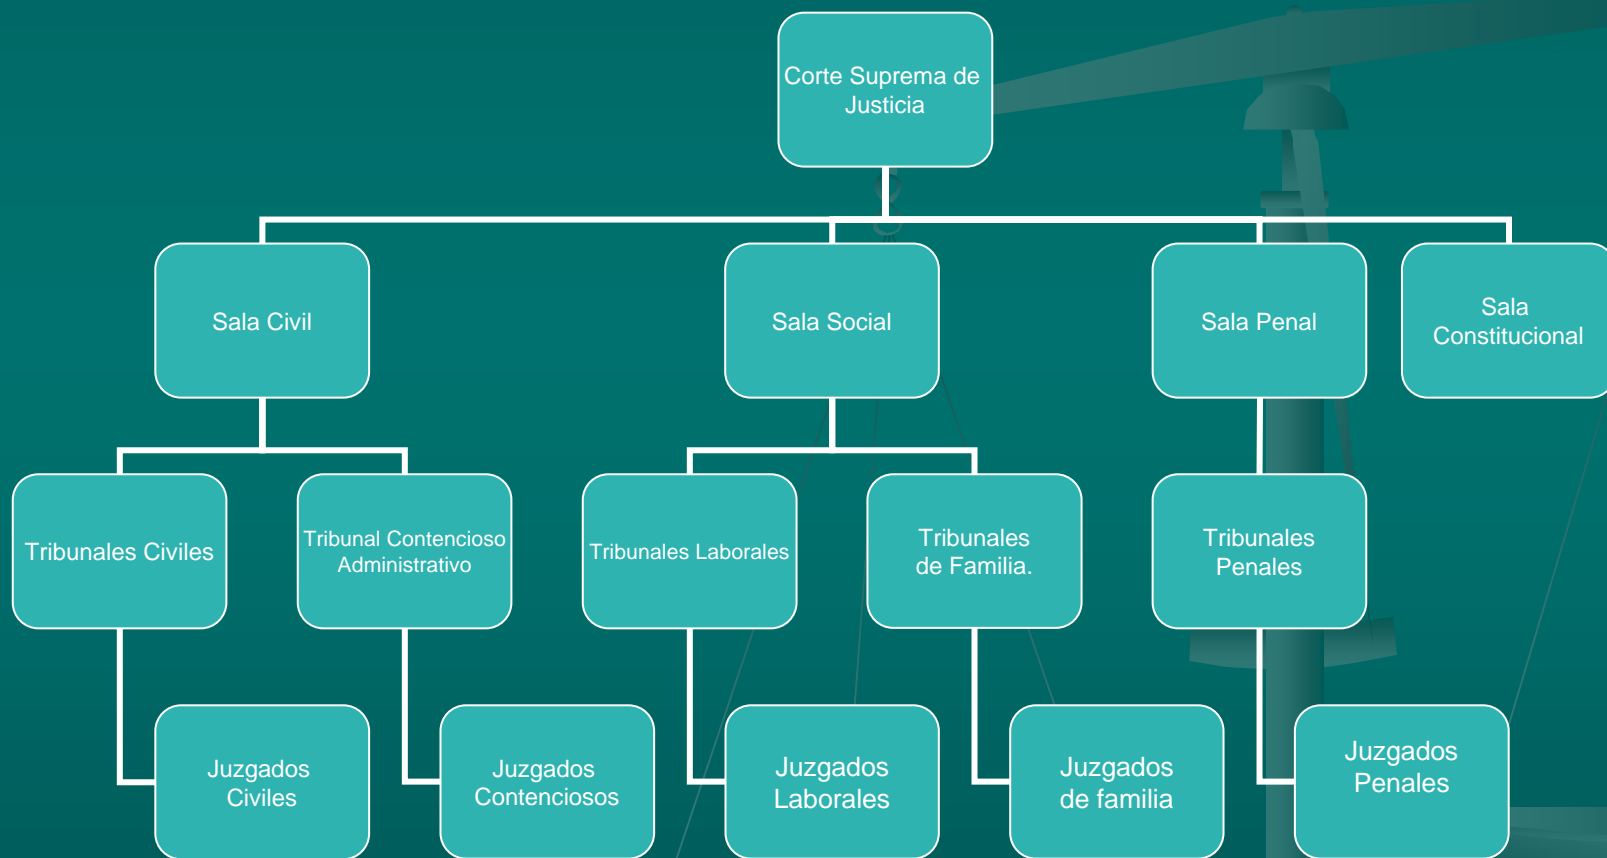 Corte Suprema de
Justicia
Sala Civil
Sala Social
Sala Penal
Sala
Constitucional
Tribunales Civiles
Tribunal Contencioso
Administrativo
Tribunales Laborales
Tribunales
de Familia.
Tribunales
Penales
Juzgados
Civiles
Juzgados
Contenciosos
Juzgados
Laborales
Juzgados
de familia
Juzgados
Penales